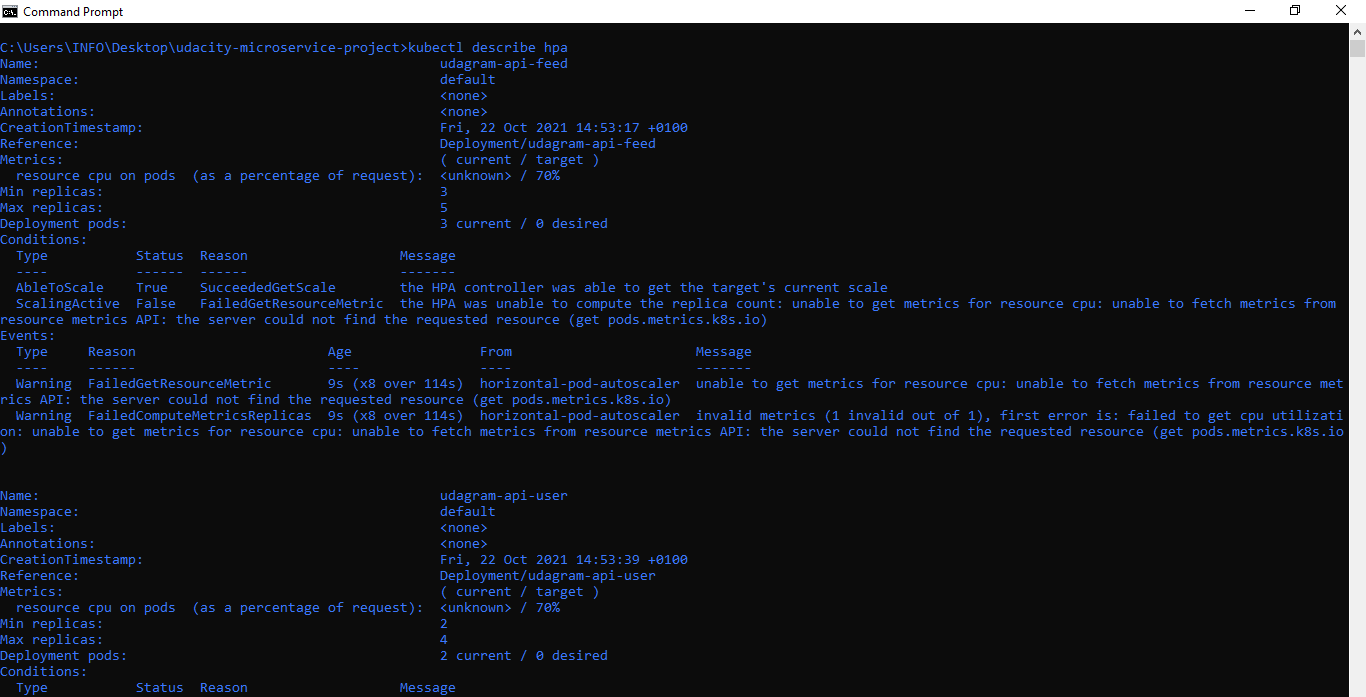 Command Prompt
C:\Users\INFO\Desktop\udacity-microservice-project>kubectl describe hpa
Name:                                                  udagram-api-feed
Namespace:                                             default
Labels:                                                <none>
Annotations:                                           <none>
CreationTimestamp:                                     Fri, 22 Oct 2021 14:53:17 +0100
Reference:                                             Deployment/udagram-api-feed
Metrics:                                               ( current / target )
  resource cpu on pods  (as a percentage of request):  <unknown> / 70%
Min replicas:                                          3
Max replicas:                                          5
Deployment pods:                                       3 current / 0 desired
Conditions:
  Type           Status  Reason                   Message
  ----           ------  ------                   -------
  AbleToScale    True    SucceededGetScale        the HPA controller was able to get the target's current scale
  ScalingActive  False   FailedGetResourceMetric  the HPA was unable to compute the replica count: unable to get metrics for resource cpu: unable to fetch metrics from
resource metrics API: the server could not find the requested resource (get pods.metrics.k8s.io)
Events:
  Type     Reason                        Age                From                       Message
  ----     ------                        ----               ----                       -------
  Warning  FailedGetResourceMetric       9s (x8 over 114s)  horizontal-pod-autoscaler  unable to get metrics for resource cpu: unable to fetch metrics from resource met
rics API: the server could not find the requested resource (get pods.metrics.k8s.io)
  Warning  FailedComputeMetricsReplicas  9s (x8 over 114s)  horizontal-pod-autoscaler  invalid metrics (1 invalid out of 1), first error is: failed to get cpu utilizati
on: unable to get metrics for resource cpu: unable to fetch metrics from resource metrics API: the server could not find the requested resource (get pods.metrics.k8s.io
)
Name:                                                  udagram-api-user
Namespace:                                             default
Labels:                                                <none>
Annotations:                                           <none>
CreationTimestamp:                                     Fri, 22 Oct 2021 14:53:39 +0100
Reference:                                             Deployment/udagram-api-user
Metrics:                                               ( current / target )
  resource cpu on pods  (as a percentage of request):  <unknown> / 70%
Min replicas:                                          2
Max replicas:                                          4
Deployment pods:                                       2 current / 0 desired
Conditions:
  Type           Status  Reason                   Message